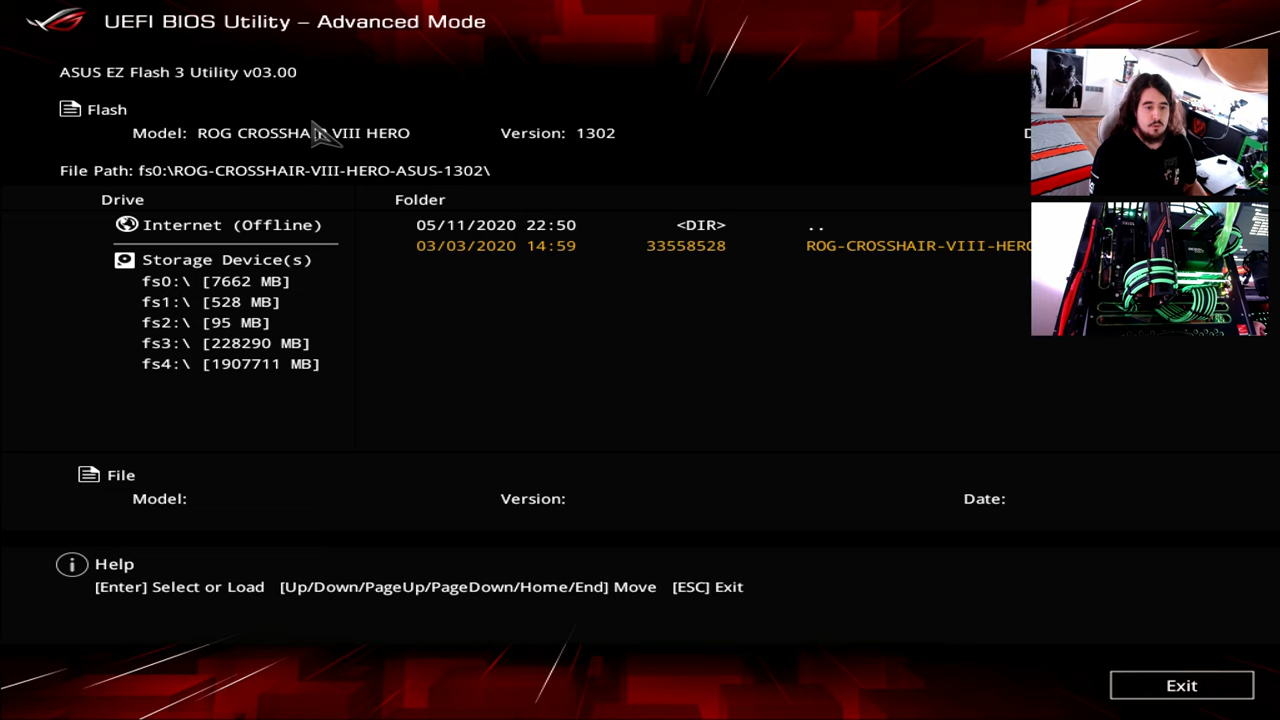 UEFI BIOS Utility – Advanced Mode
ASUS EZ Flash 3 Utility v03.00
Flash
Model: ROG CROSSHAIR VIII HERO Version: 1302 D
File Path: fs0:\ROG-CROSSHAIR-VIII-HERO-ASUS-1302\
Drive Folder
Internet (Offline) 05/11/2020 22:50 <DIR> ..
03/03/2020 14:59 33558528 ROG-CROSSHAIR-VIII-HERO
Storage Device(s)
fs0:\ [7662 MB]
fs1:\ [528 MB]
fs2:\ [95 MB]
fs3:\ [228290 MB]
fs4:\ [1907711 MB]
File
Model: Version: Date:
Help
[Enter] Select or Load [Up/Down/PageUp/PageDown/Home/End] Move [ESC] Exit
Exit